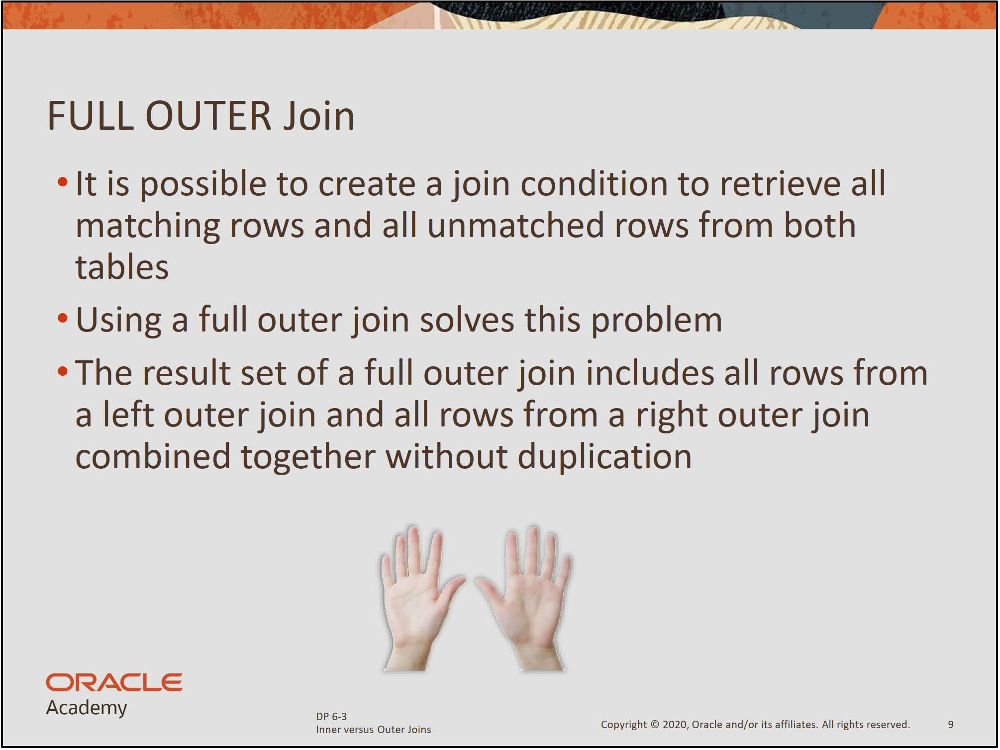 FULL OUTER Join
• It is possible to create a join condition to retrieve all
matching rows and all unmatched rows from both
tables
• Using a full outer join solves this problem
• The result set of a full outer join includes all rows from
a left outer join and all rows from a right outer join
combined together without duplication
ORACLE
Academy
DP 6-3
Inner versus Outer Joins
Copyright © 2020, Oracle and/or its affiliates. All rights reserved.
9